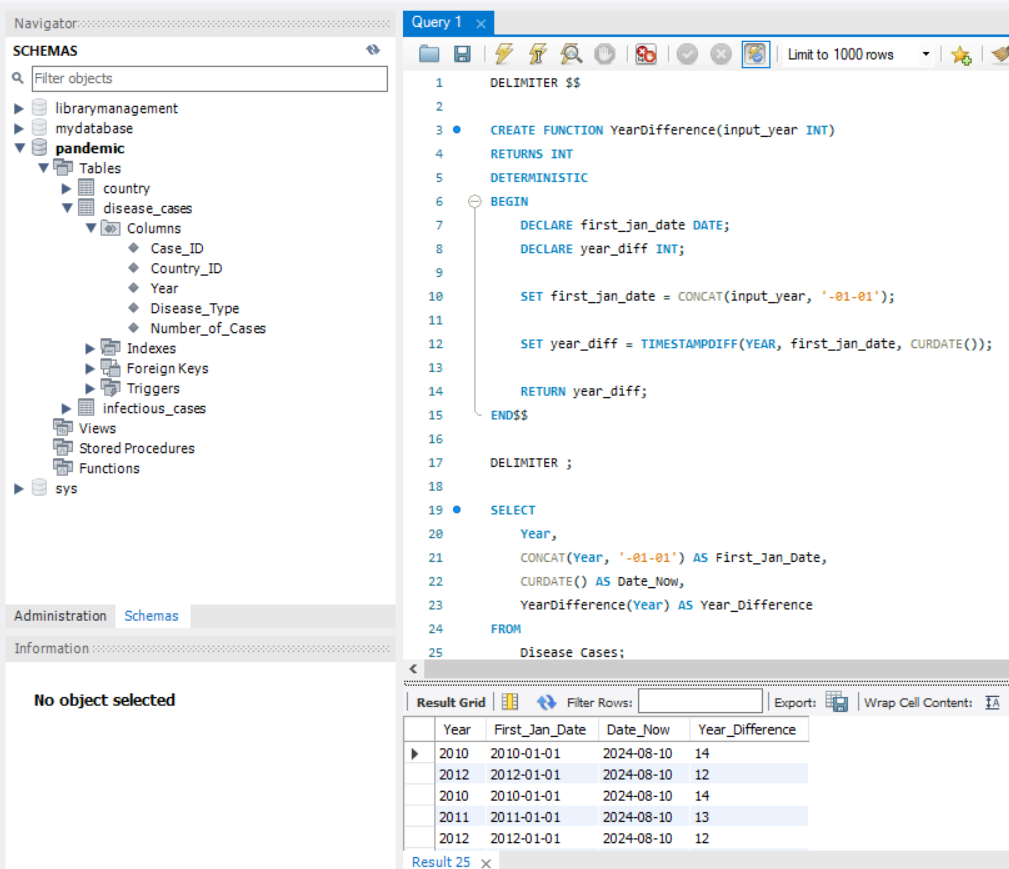 Navigator
SCHEMAS
Filter objects
librarymanagement
mydatabase
pandemic
Tables
country
disease_cases
Columns
Case_ID
Country_ID
Year
Disease_Type
Number_of_Cases
Indexes
Foreign Keys
Triggers
infectious_cases
Views
Stored Procedures
Functions
sys
Administration Schemas
Information
No object selected
Query 1
Limit to 1000 rows
1 DELIMITER $$
2
3 CREATE FUNCTION YearDifference(input_year INT)
4 RETURNS INT
5 DETERMINISTIC
6 BEGIN
7 DECLARE first_jan_date DATE;
8 DECLARE year_diff INT;
9
10 SET first_jan_date = CONCAT(input_year, '-01-01');
11
12 SET year_diff = TIMESTAMPDIFF(YEAR, first_jan_date, CURDATE());
13
14 RETURN year_diff;
15 END$$
16
17 DELIMITER ;
18
19 SELECT
20 Year,
21 CONCAT(Year, '-01-01') AS First_Jan_Date,
22 CURDATE() AS Date_Now,
23 YearDifference(Year) AS Year_Difference
24 FROM
25 Disease_Cases;
Result Grid Filter Rows: Export: Wrap Cell Content:
Year First_Jan_Date Date_Now Year_Difference
2010 2010-01-01 2024-08-10 14
2012 2012-01-01 2024-08-10 12
2010 2010-01-01 2024-08-10 14
2011 2011-01-01 2024-08-10 13
2012 2012-01-01 2024-08-10 12
Result 25